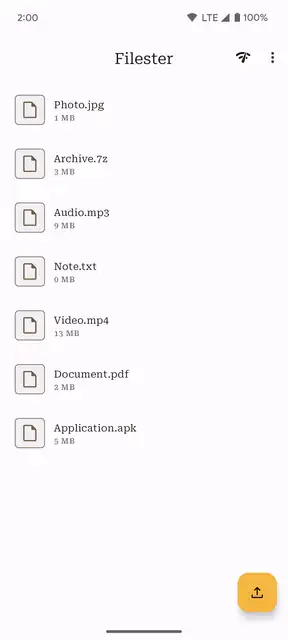 2:00 LTE 100%
Filester
Photo.jpg
1 MB
Archive.7z
3 MB
Audio.mp3
9 MB
Note.txt
0 MB
Video.mp4
13 MB
Document.pdf
2 MB
Application.apk
5 MB